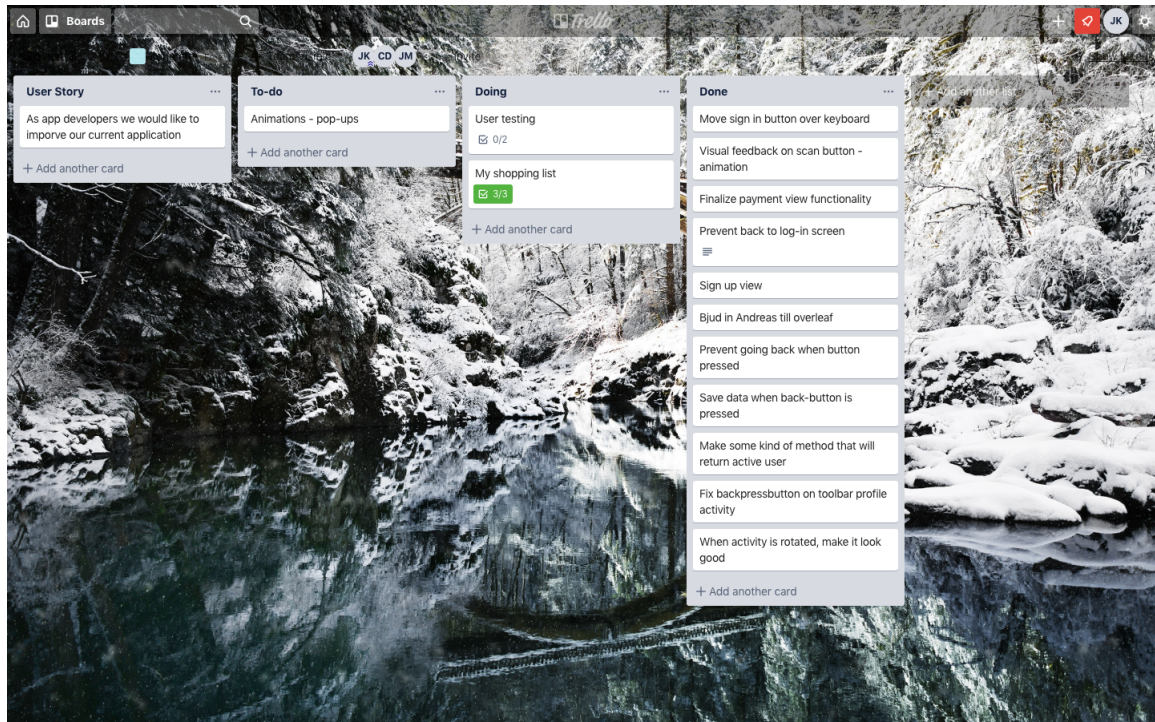 Boards
Trello
JK
JK CD JM
User Story
As app developers we would like to
imporve our current application
+ Add another card
To-do
Animations - pop-ups
+ Add another card
Doing
User testing
0/2
My shopping list
3/3
+ Add another card
Done
Move sign in button over keyboard
Visual feedback on scan button -
animation
Finalize payment view functionality
Prevent back to log-in screen
Sign up view
Bjud in Andreas till overleaf
Prevent going back when button
pressed
Save data when back-button is
pressed
Make some kind of method that will
return active user
Fix backpressbutton on toolbar profile
activity
When activity is rotated, make it look
good
+ Add another card
+ Add another list